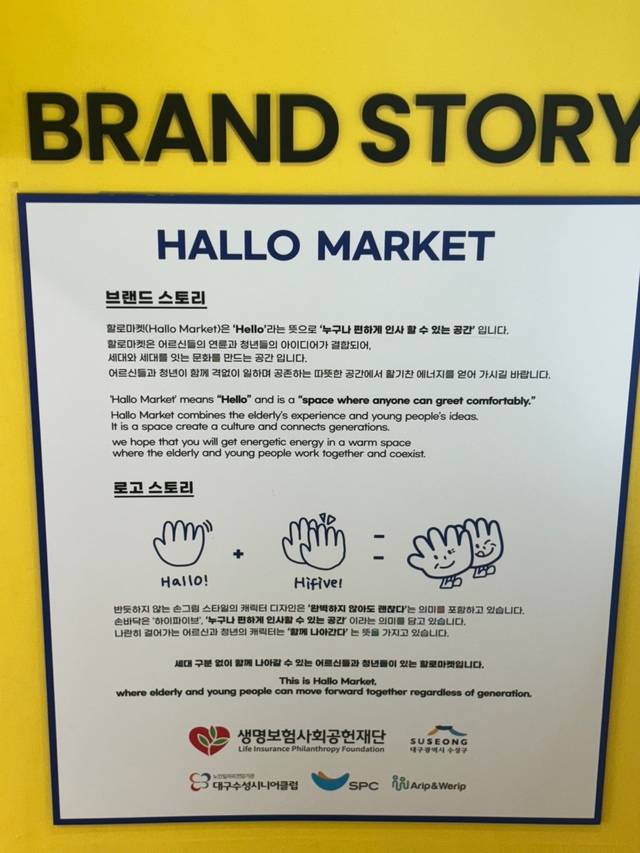 BRAND STORY
HALLO MARKET
브랜드 스토리
할로마켓(Hallo Market)은 'Hello'라는 뜻으로 '누구나 편하게 인사 할 수 있는 공간' 입니다.
할로마켓은 어르신들의 연륜과 청년들의 아이디어가 결합되어,
세대와 세대를 잇는 문화를 만드는 공간 입니다.
어르신들과 청년이 함께 격없이 일하며 공존하는 따뜻한 공간에서 활기찬 에너지를 얻어 가시길 바랍니다.
'Hallo Market' means "Hello" and is a "space where anyone can greet comfortably."
Hallo Market combines the elderly's experience and young people's ideas.
It is a space create a culture and connects generations.
we hope that you will get energetic energy in a warm space
where the elderly and young people work together and coexist.
로고 스토리
+ =
Hallo! Hifive!
반듯하지 않는 손그림 스타일의 캐릭터 디자인은 '완벽하지 않아도 괜찮다'는 의미를 포함하고 있습니다.
손바닥은 '하이파이브', '누구나 편하게 인사할 수 있는 공간' 이라는 의미를 담고 있습니다.
나란히 걸어가는 어르신과 청년의 캐릭터는 '함께 나아간다' 는 뜻을 가지고 있습니다.
세대 구분 없이 함께 나아갈 수 있는 어르신들과 청년들이 있는 할로마켓입니다.
This is Hallo Market,
where elderly and young people can move forward together regardless of generation.
생명보험사회공헌재단
Life Insurance Philanthropy Foundation
SUSEONG
대구광역시 수성구
노인일자리전담기관
대구수성시니어클럽
SPC
Arip&Werip